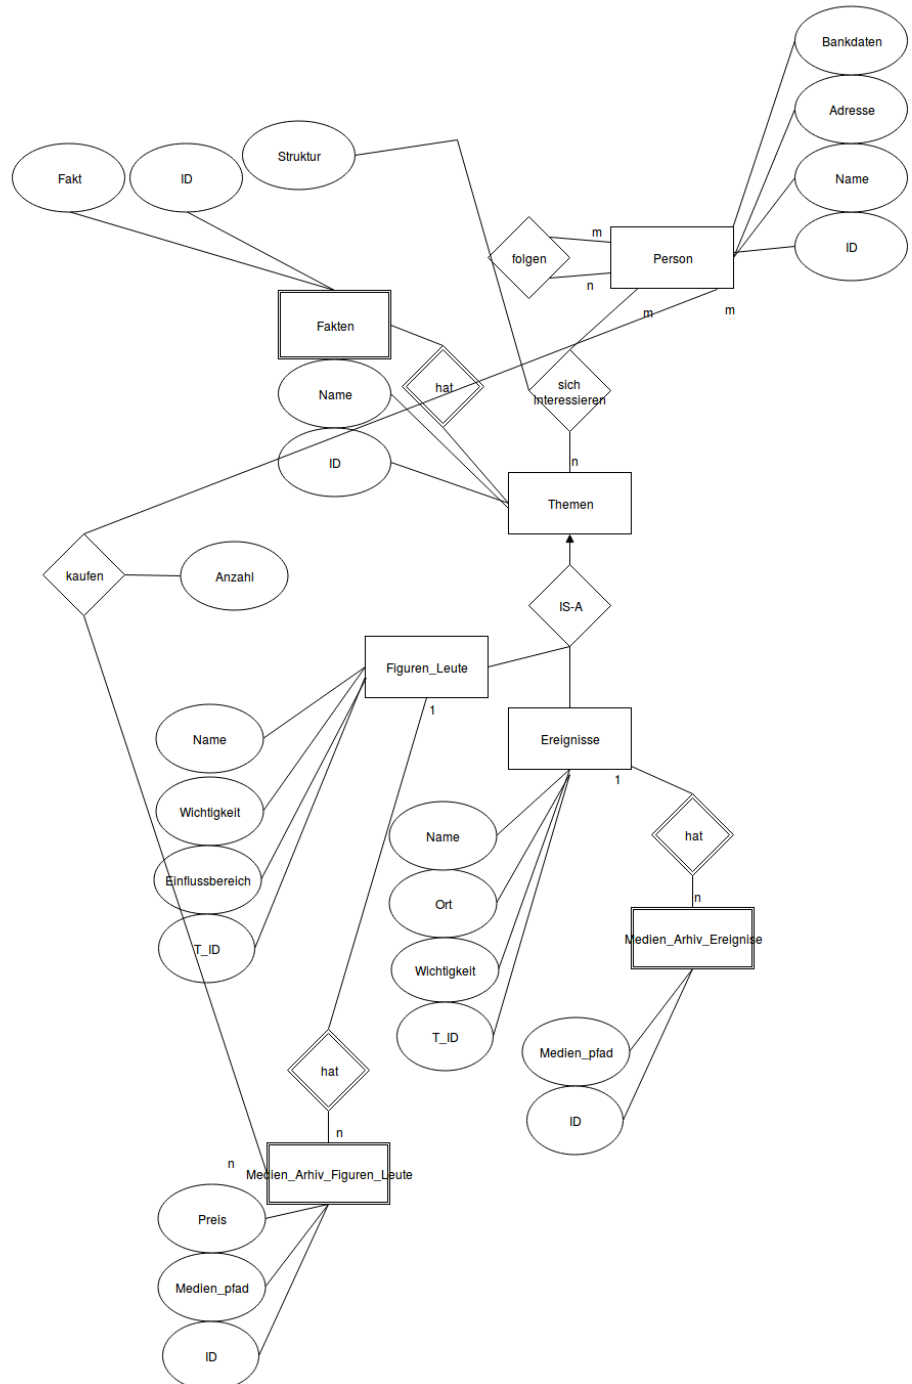 Bankdaten
Adresse
Struktur
Fakt
ID
Name
m
folgen
Person
ID
n
m
m
Fakten
hat
sich
interessieren
Name
ID
n
Themen
kaufen
Anzahl
IS-A
Figuren_Leute
1
Name
Ereignisse
1
Wichtigkeit
Name
hat
Einflussbereich
Ort
n
T_ID
Medien_Arhiv_Ereignise
Wichtigkeit
T_ID
Medien_pfad
hat
ID
n
n
Medien_Arhiv_Figuren_Leute
Preis
Medien_pfad
ID